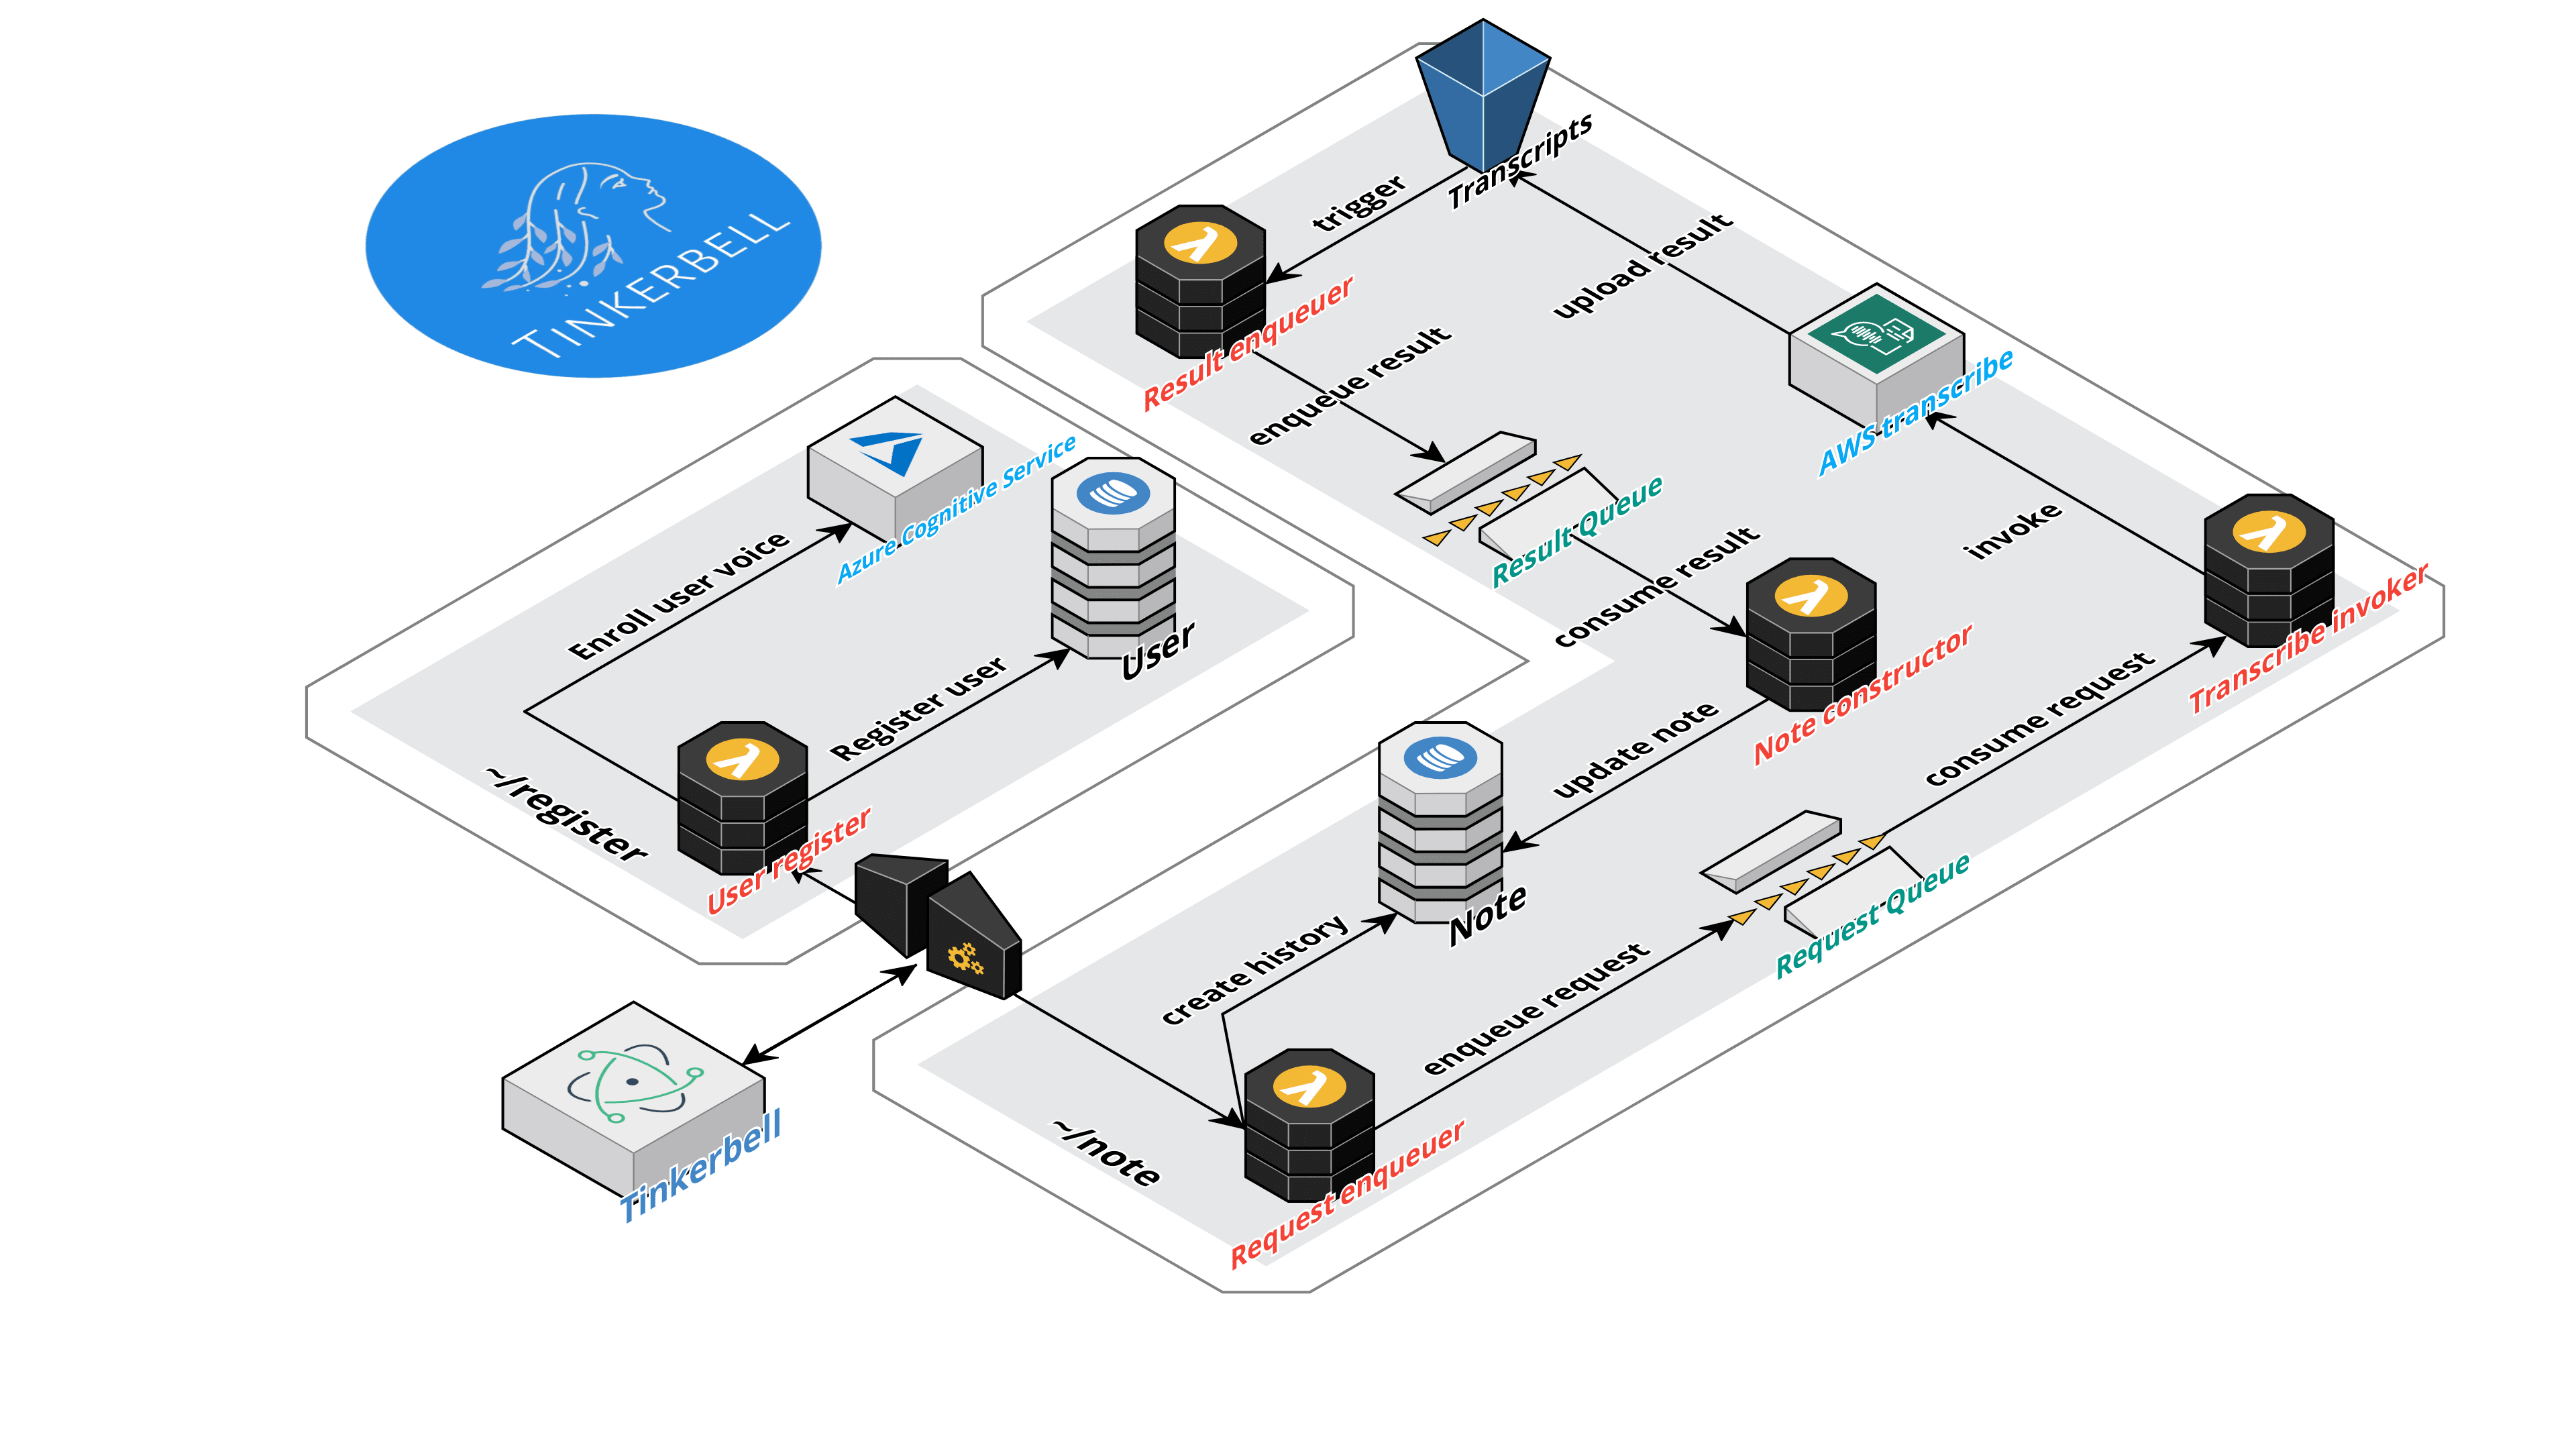 TINKERBELL
Transcripts
trigger
upload result
Result enqueuer
enqueue result
AWS transcribe
Result Queue
Azure Cognitive Service
Enroll user voice
User
Register user
~/register
User register
consume result
invoke
Note constructor
Transcribe invoker
consume request
update note
Note
Request Queue
create history
enqueue request
~/note
Request enqueuer
Tinkerbell